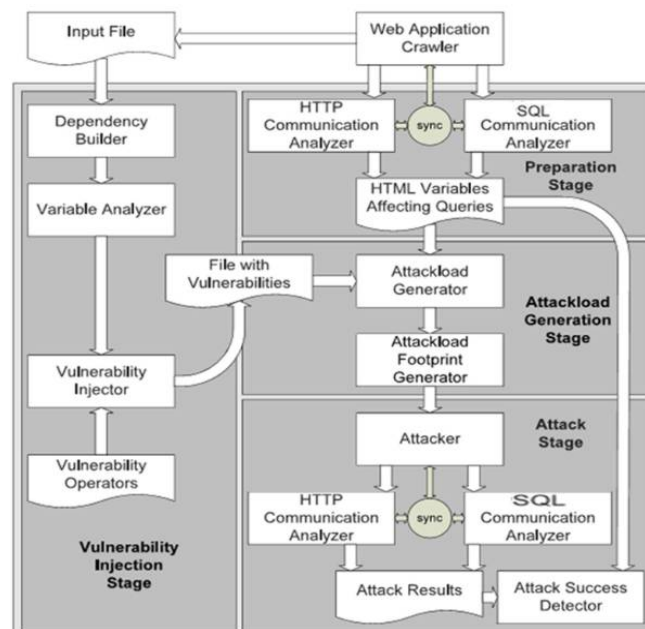 Input File
Web Application
Crawler
Dependency
Builder
Variable Analyzer
Vulnerability
Injector
Vulnerability
Operators
Vulnerability
Injection
Stage
File with
Vulnerabilities
HTTP
Communication
Analyzer
sync
SQL
Communication
Analyzer
Preparation
Stage
HTML Variables
Affecting Queries
Attackload
Generator
Attackload
Generation
Stage
Attackload
Footprint
Generator
Attacker
Attack
Stage
HTTP
Communication
Analyzer
sync
SQL
Communication
Analyzer
Attack Results
Attack Success
Detector